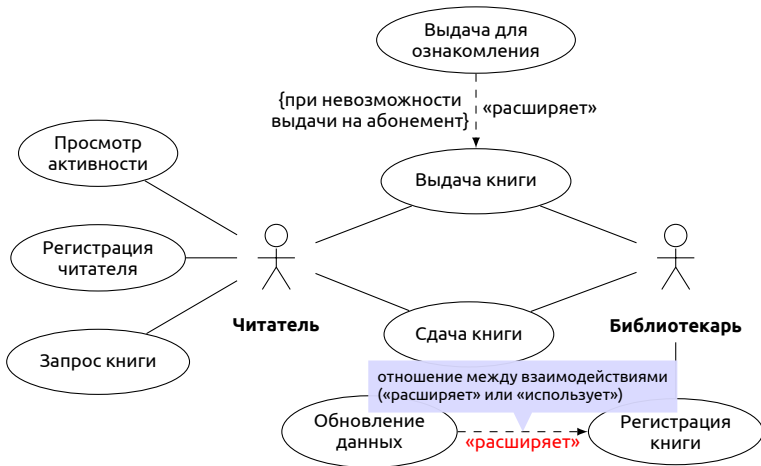 Выдача для
ознакомления
{при невозможности
выдачи на абонемент}
«расширяет»
Просмотр
активности
Выдача книги
Регистрация
читателя
Читатель
Библиотекарь
Сдача книги
Запрос книги
отношение между взаимодействиями
(«расширяет» или «использует»)
Обновление
данных
«расширяет»
Регистрация
книги